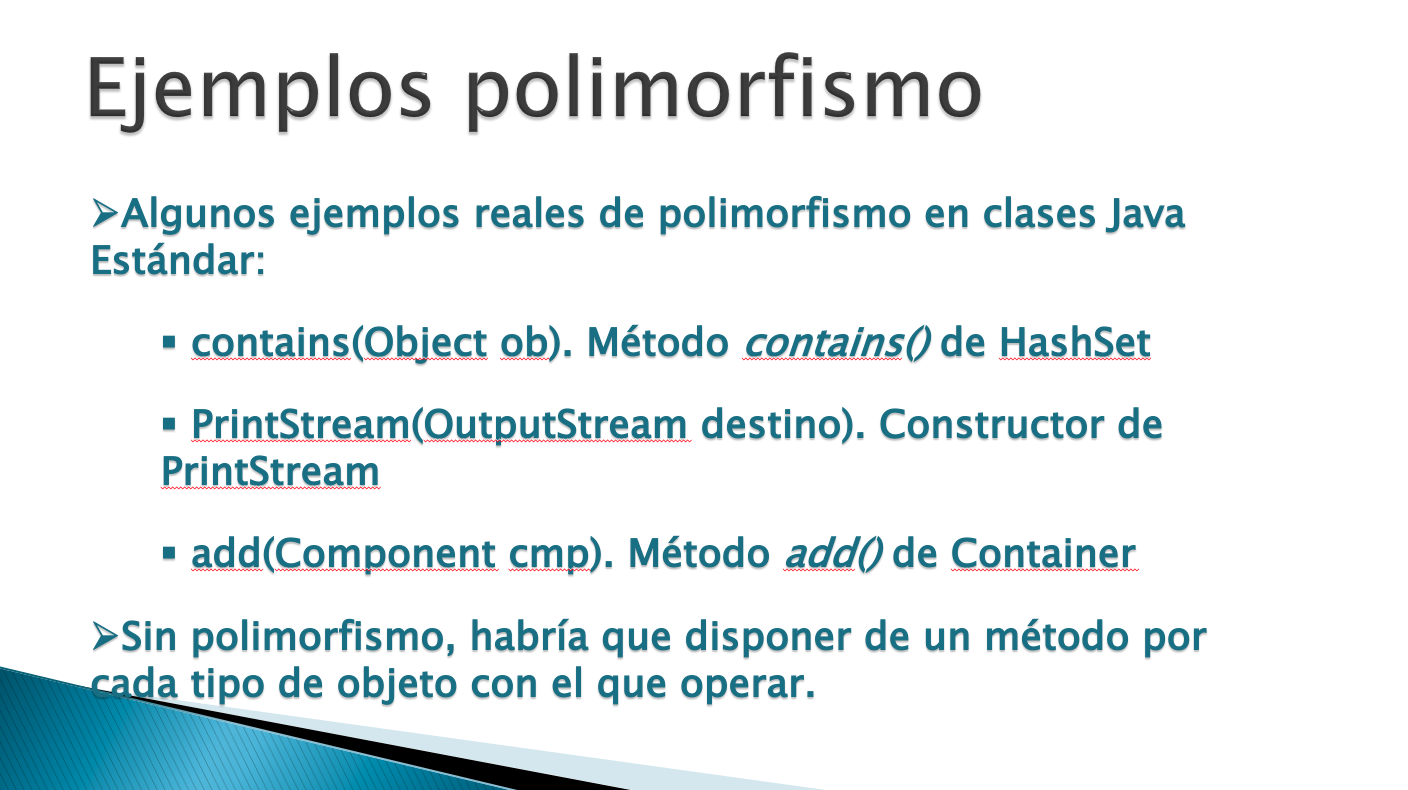 Ejemplos polimorfismo
➢Algunos ejemplos reales de polimorfismo en clases Java
Estándar:
▪ contains(Object ob). Método contains() de HashSet
▪ PrintStream(OutputStream destino). Constructor de
PrintStream
▪ add(Component cmp). Método add() de Container
➢Sin polimorfismo, habría que disponer de un método por
cada tipo de objeto con el que operar.